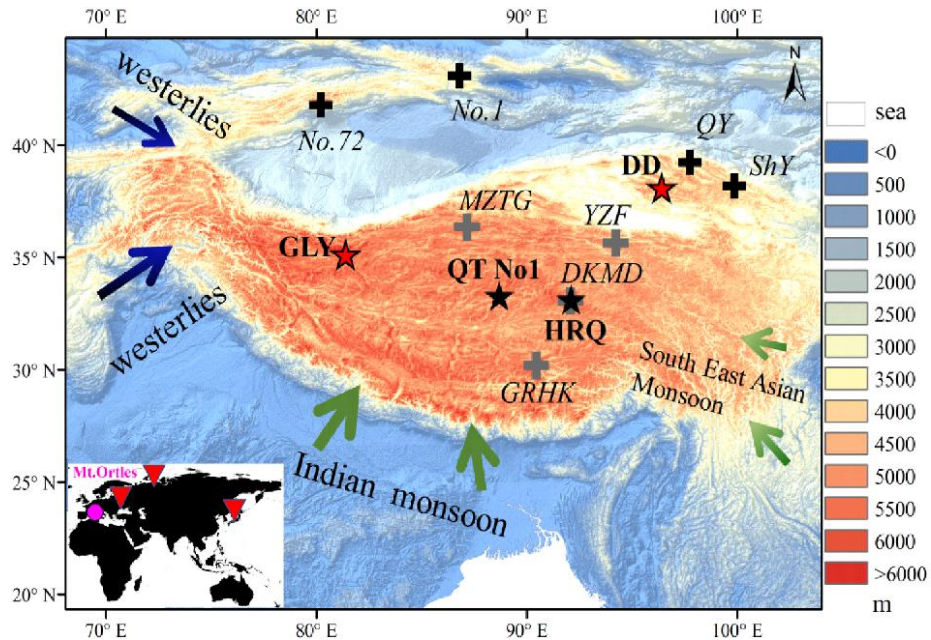 70° E
80° E
90° E
100° E
N
westerlies
No.1
No.72
QY
sea
40° N
DD
ShY
<0
500
MZTG
YZF
1000
GLY
1500
35° N
QT No1
DKMD
2000
HRQ
2500
westerlies
3000
30° N
GRHK
South East Asian
Monsoon
3500
4000
4500
Mt.Ortles
Indian monsoon
5000
25° N
5500
6000
20° N
>6000
m
70° E
80° E
90° E
100° E